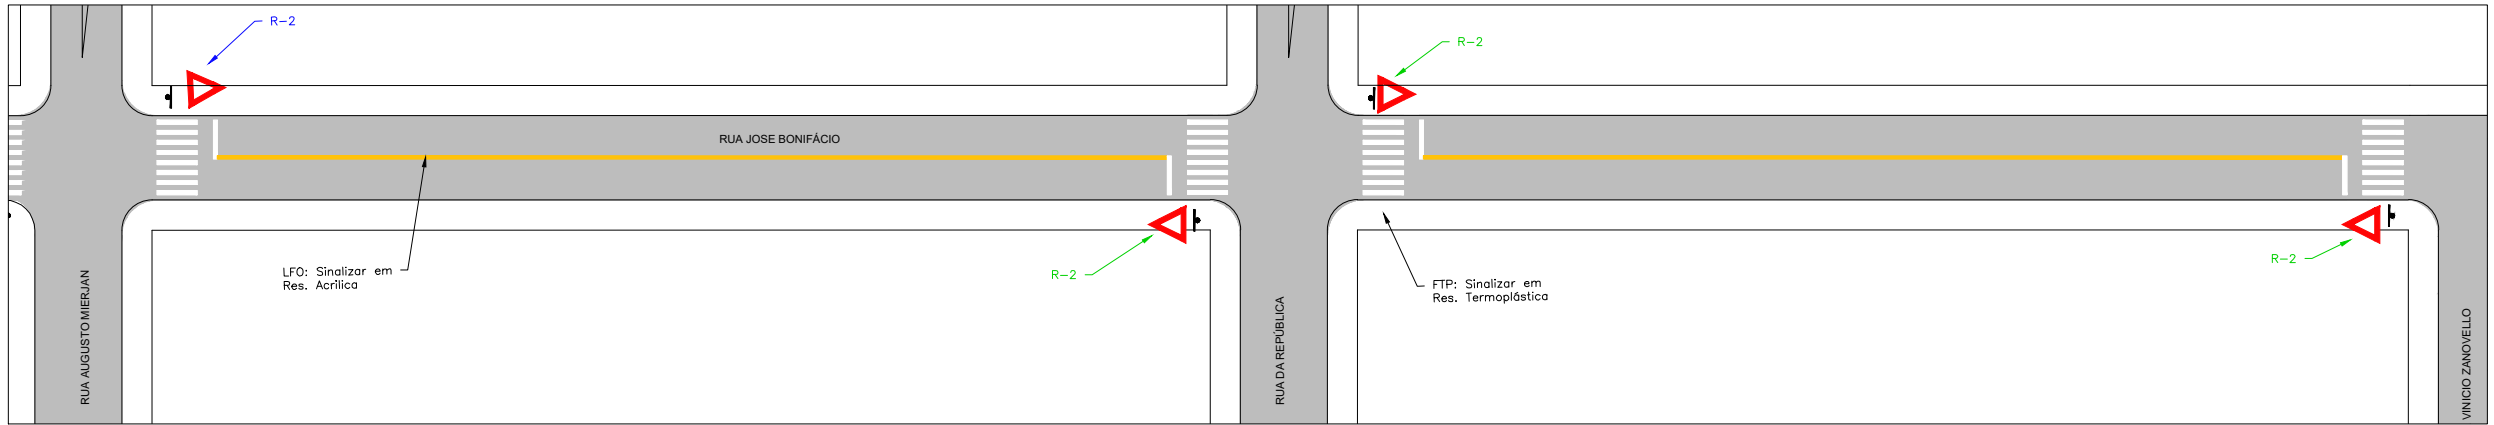 R-2
R-2
RUA JOSE BONIFÁCIO
R-2
R-2
LFO: Sinalizar em
Res. Acrilica
FTP: Sinalizar em
Res. Termoplástica
RUA AUGUSTO MIERJAN
RUA DA REPÚBLICA
VINICIO ZANOVELLO